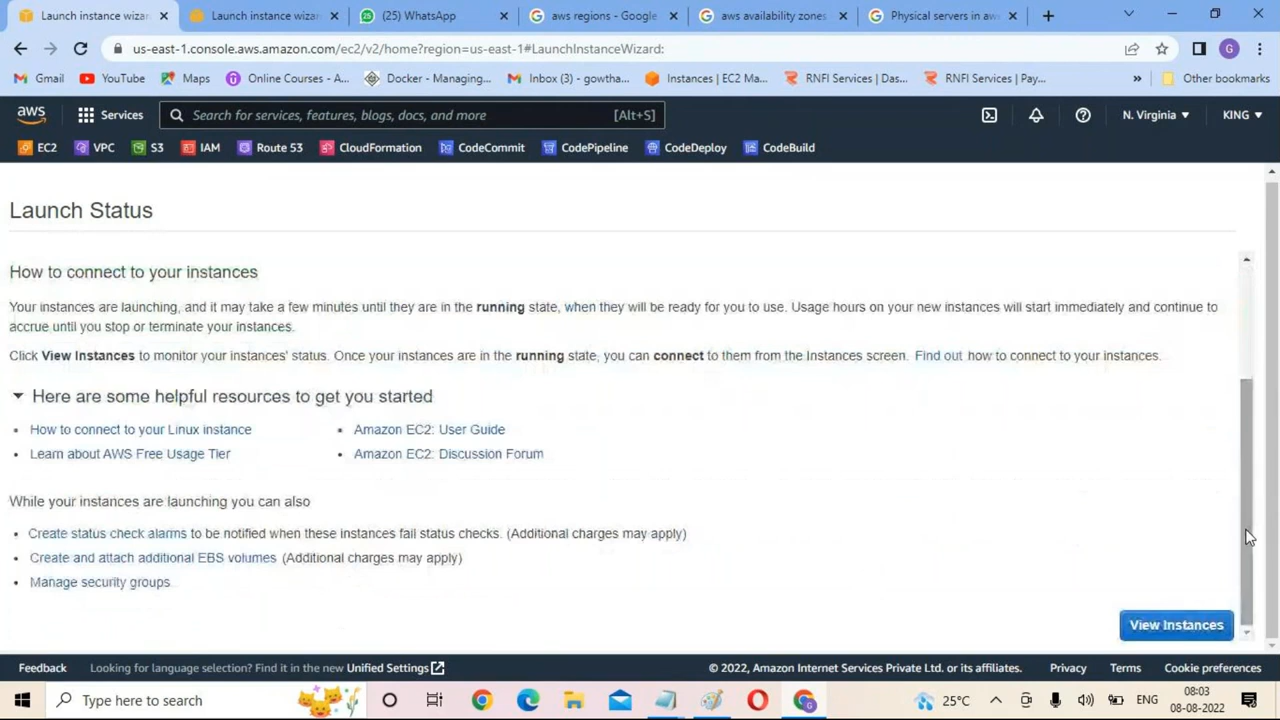 Launch instance wizar
Launch instance wizar
(25) WhatsApp
aws regions - Google
aws availability zones
Physical servers in aw
us-east-1.console.aws.amazon.com/ec2/v2/home?region=us-east-1#LaunchInstanceWizard:
G
Gmail
YouTube
Maps
Online Courses - A...
Docker - Managing...
Inbox (3) - gowtha...
Instances | EC2 Ma...
RNFI Services | Das...
RNFI Services | Pay...
»
Other bookmarks
aws
Services
Search for services, features, blogs, docs, and more
[Alt+S]
N. Virginia
KING
EC2
VPC
S3
IAM
Route 53
CloudFormation
CodeCommit
CodePipeline
CodeDeploy
CodeBuild
Launch Status
How to connect to your instances
Your instances are launching, and it may take a few minutes until they are in the running state, when they will be ready for you to use. Usage hours on your new instances will start immediately and continue to
accrue until you stop or terminate your instances.
Click View Instances to monitor your instances' status. Once your instances are in the running state, you can connect to them from the Instances screen. Find out how to connect to your instances.
Here are some helpful resources to get you started
How to connect to your Linux instance
Amazon EC2: User Guide
Learn about AWS Free Usage Tier
Amazon EC2: Discussion Forum
While your instances are launching you can also
Create status check alarms to be notified when these instances fail status checks. (Additional charges may apply)
Create and attach additional EBS volumes (Additional charges may apply)
Manage security groups
View Instances
Feedback
Looking for language selection? Find it in the new Unified Settings
© 2022, Amazon Internet Services Private Ltd. or its affiliates.
Privacy
Terms
Cookie preferences
Type here to search
25°C
ENG
08:03
08-08-2022